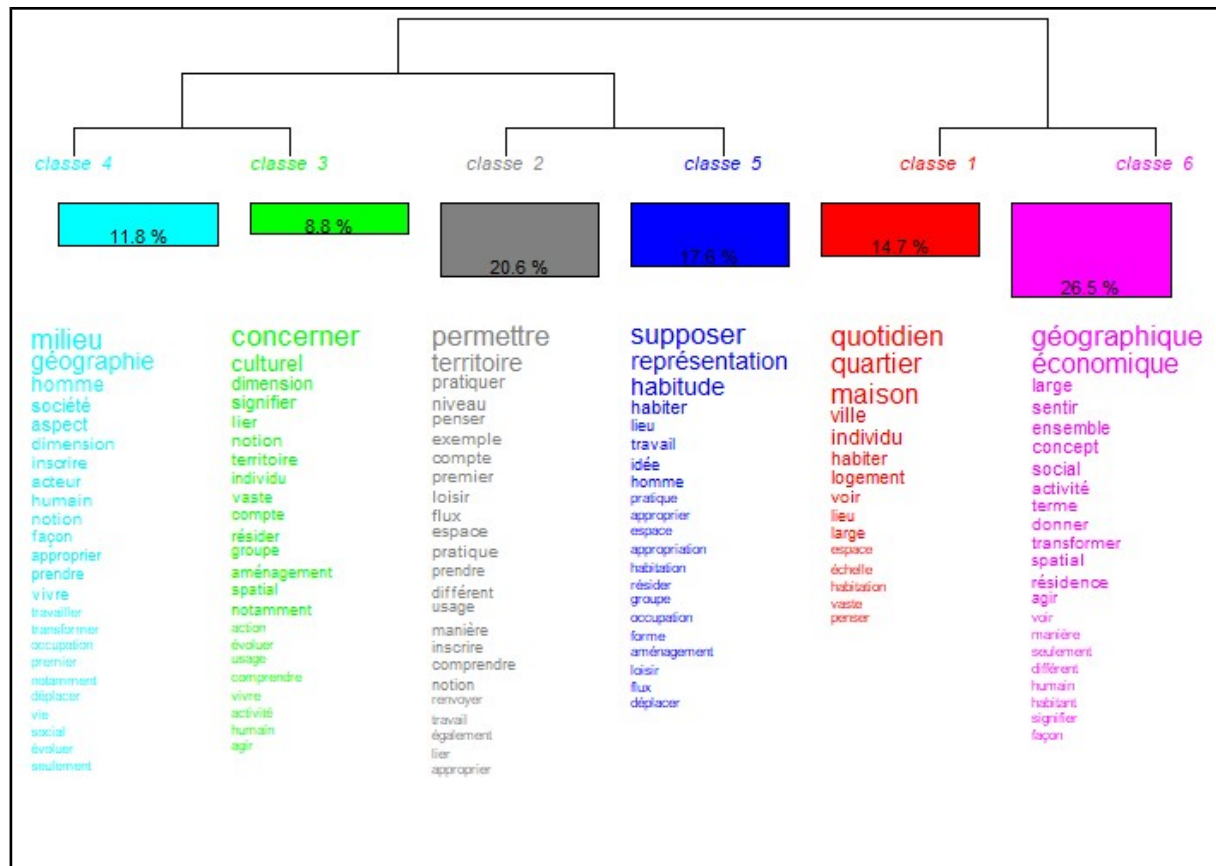 classe 4
classe 3
classe 2
classe 5
classe 1
classe 6
11.8 %
8.8 %
20.6 %
17.6 %
14.7 %
26.5 %
milieu
géographie
homme
société
aspect
dimension
inscrire
acteur
humain
notion
façon
approprier
prendre
vivre
travailler
transformer
occupation
premier
notamment
déplacer
vie
social
évoluer
seulement
concerner
culturel
dimension
signifier
lier
notion
territoire
individu
vaste
compte
résider
groupe
aménagement
spatial
notamment
action
évoluer
usage
comprendre
vivre
activité
humain
agir
permettre
territoire
pratiquer
niveau
penser
exemple
compte
premier
loisir
flux
espace
pratique
prendre
différent
usage
manière
inscrire
comprendre
notion
renvoyer
travail
également
lier
approprier
supposer
représentation
habitude
habiter
lieu
travail
idée
homme
pratique
approprier
espace
appropriation
habitation
résider
groupe
occupation
forme
aménagement
loisir
flux
déplacer
quotidien
quartier
maison
ville
individu
habiter
logement
voir
lieu
large
espace
échelle
habitation
vaste
penser
géographique
économique
large
sentir
ensemble
concept
social
activité
terme
donner
transformer
spatial
résidence
agir
voir
manière
seulement
différent
humain
habitant
signifier
façon